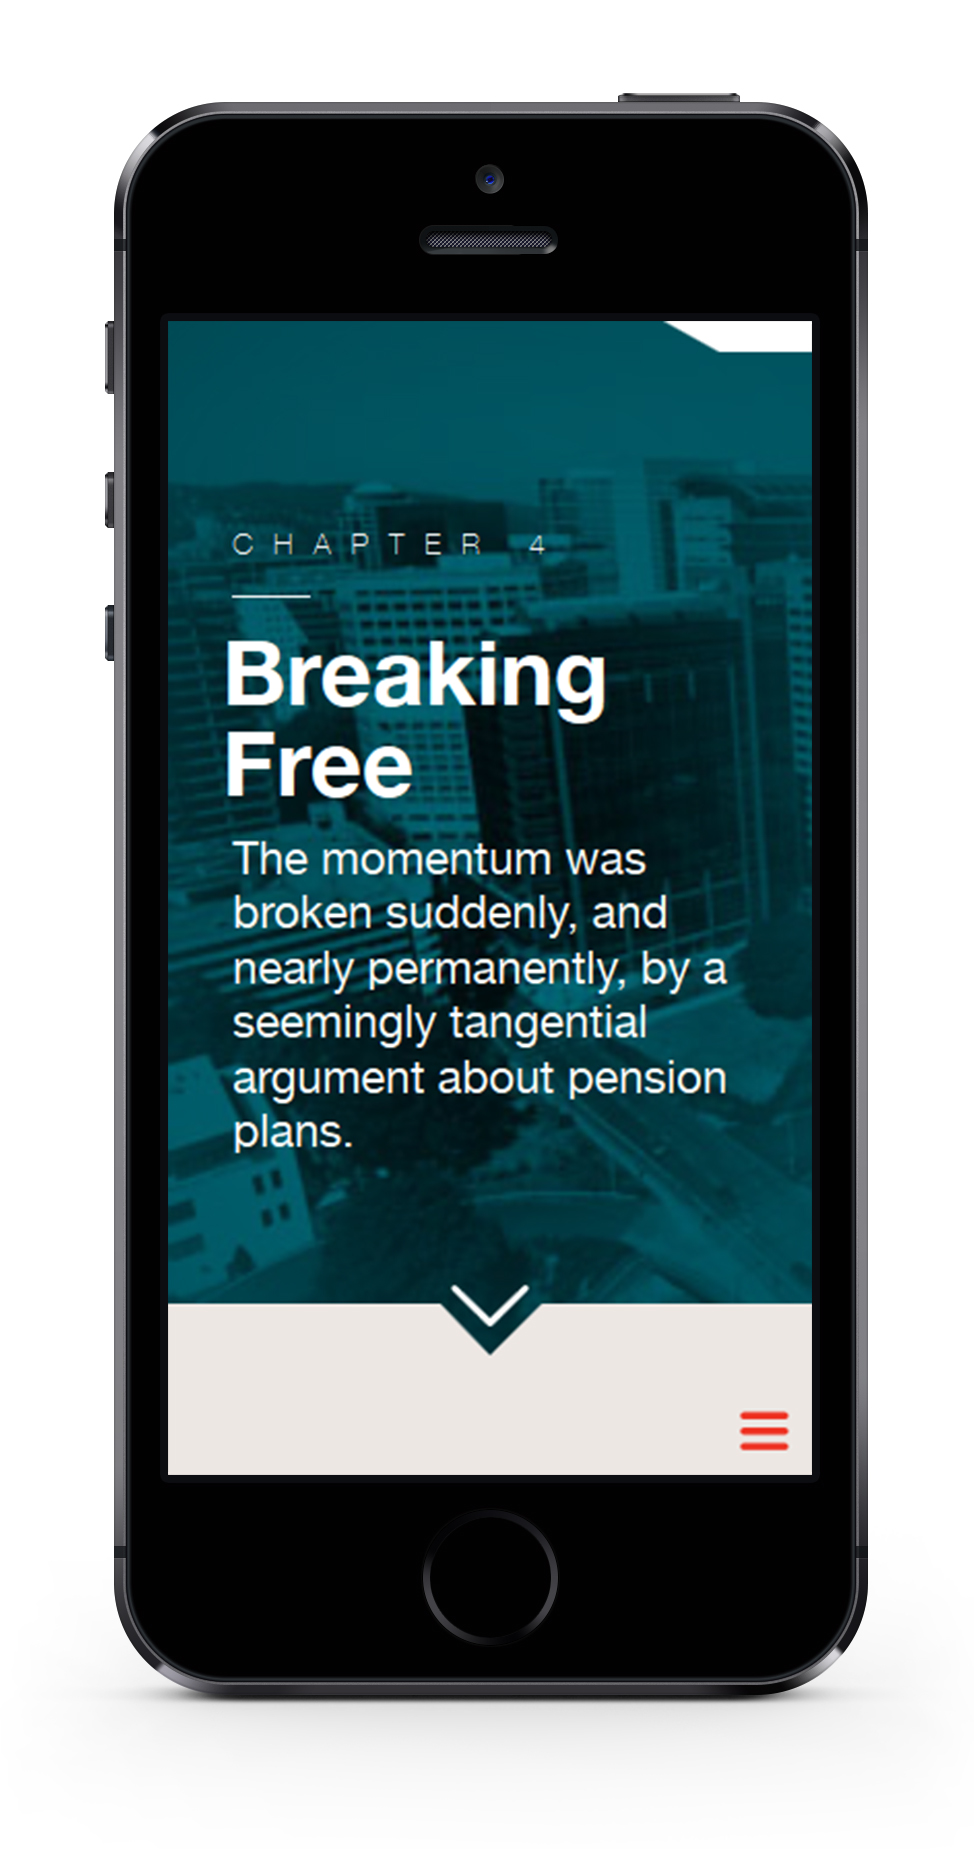 CHAPTER 4
Breaking
Free
The momentum was
broken suddenly, and
nearly permanently, by a
seemingly tangential
argument about pension
plans.